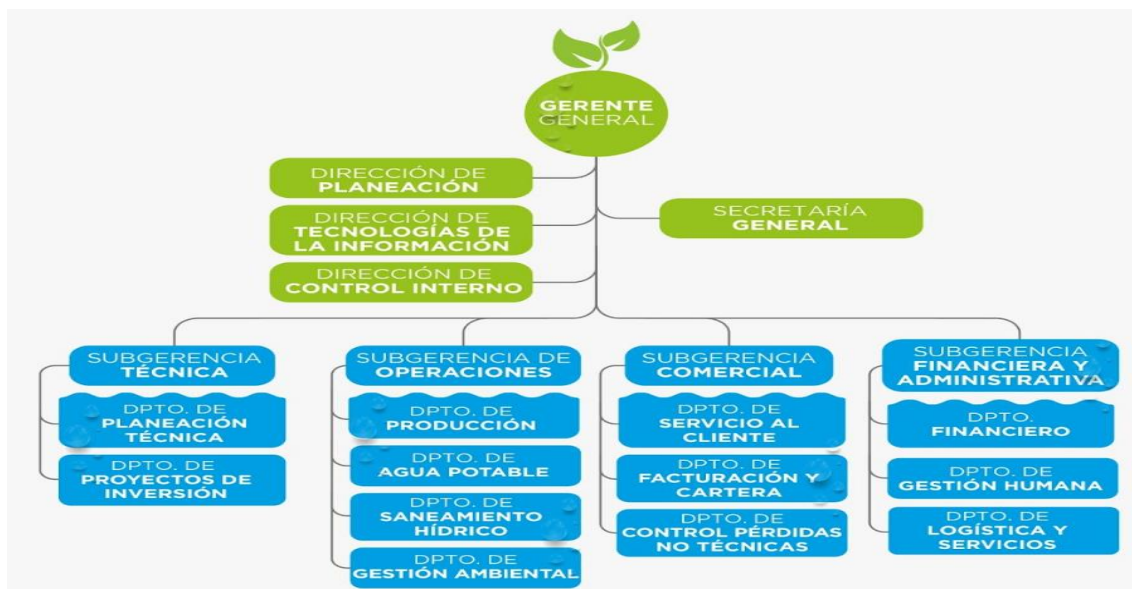 GERENTE
GENERAL
DIRECCIÓN DE
PLANEACIÓN
DIRECCIÓN DE
TECNOLOGÍAS DE
LA INFORMACIÓN
DIRECCIÓN DE
CONTROL INTERNO
SECRETARÍA
GENERAL
SUBGERENCIA
TÉCNICA
DPTO. DE
PLANEACIÓN
TÉCNICA
DPTO. DE
PROYECTOS DE
INVERSIÓN
SUBGERENCIA DE
OPERACIONES
DPTO. DE
PRODUCCIÓN
DPTO. DE
AGUA POTABLE
DPTO. DE
SANEAMIENTO
HÍDRICO
DPTO. DE
GESTIÓN AMBIENTAL
SUBGERENCIA
COMERCIAL
DPTO. DE
SERVICIO AL
CLIENTE
DPTO. DE
FACTURACIÓN Y
CARTERA
DPTO. DE
CONTROL PÉRDIDAS
NO TÉCNICAS
SUBGERENCIA
FINANCIERA Y
ADMINISTRATIVA
DPTO.
FINANCIERO
DPTO. DE
GESTIÓN HUMANA
DPTO. DE
LOGÍSTICA Y
SERVICIOS